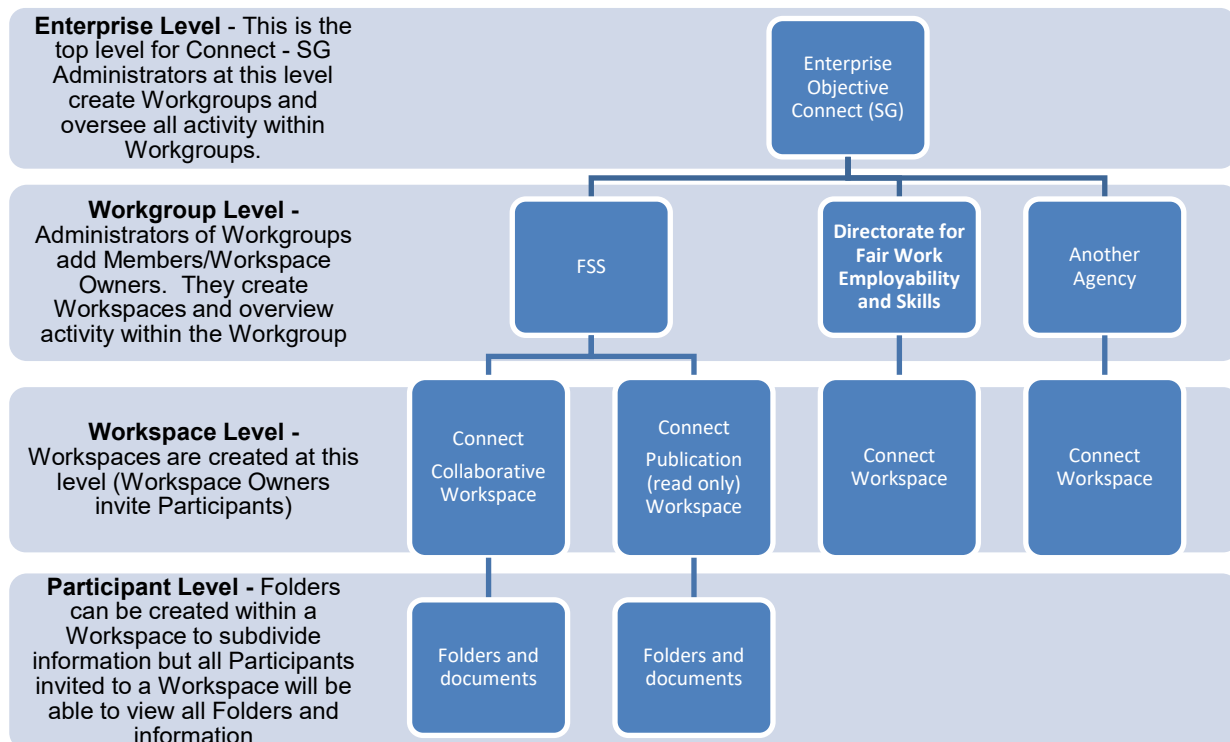 Enterprise Level - This is the
top level for Connect - SG
Administrators at this level
create Workgroups and
oversee all activity within
Workgroups.
Enterprise
Objective
Connect (SG)
Workgroup Level -
Administrators of Workgroups
add Members/Workspace
Owners.  They create
Workspaces and overview
activity within the Workgroup
FSS
Directorate for
Fair Work
Employability
and Skills
Another
Agency
Workspace Level -
Workspaces are created at this
level (Workspace Owners
invite Participants)
Connect
Collaborative
Workspace
Connect
Publication
(read only)
Workspace
Connect
Workspace
Connect
Workspace
Participant Level - Folders
can be created within a
Workspace to subdivide
information but all Participants
invited to a Workspace will be
able to view all Folders and
information
Folders and
documents
Folders and
documents